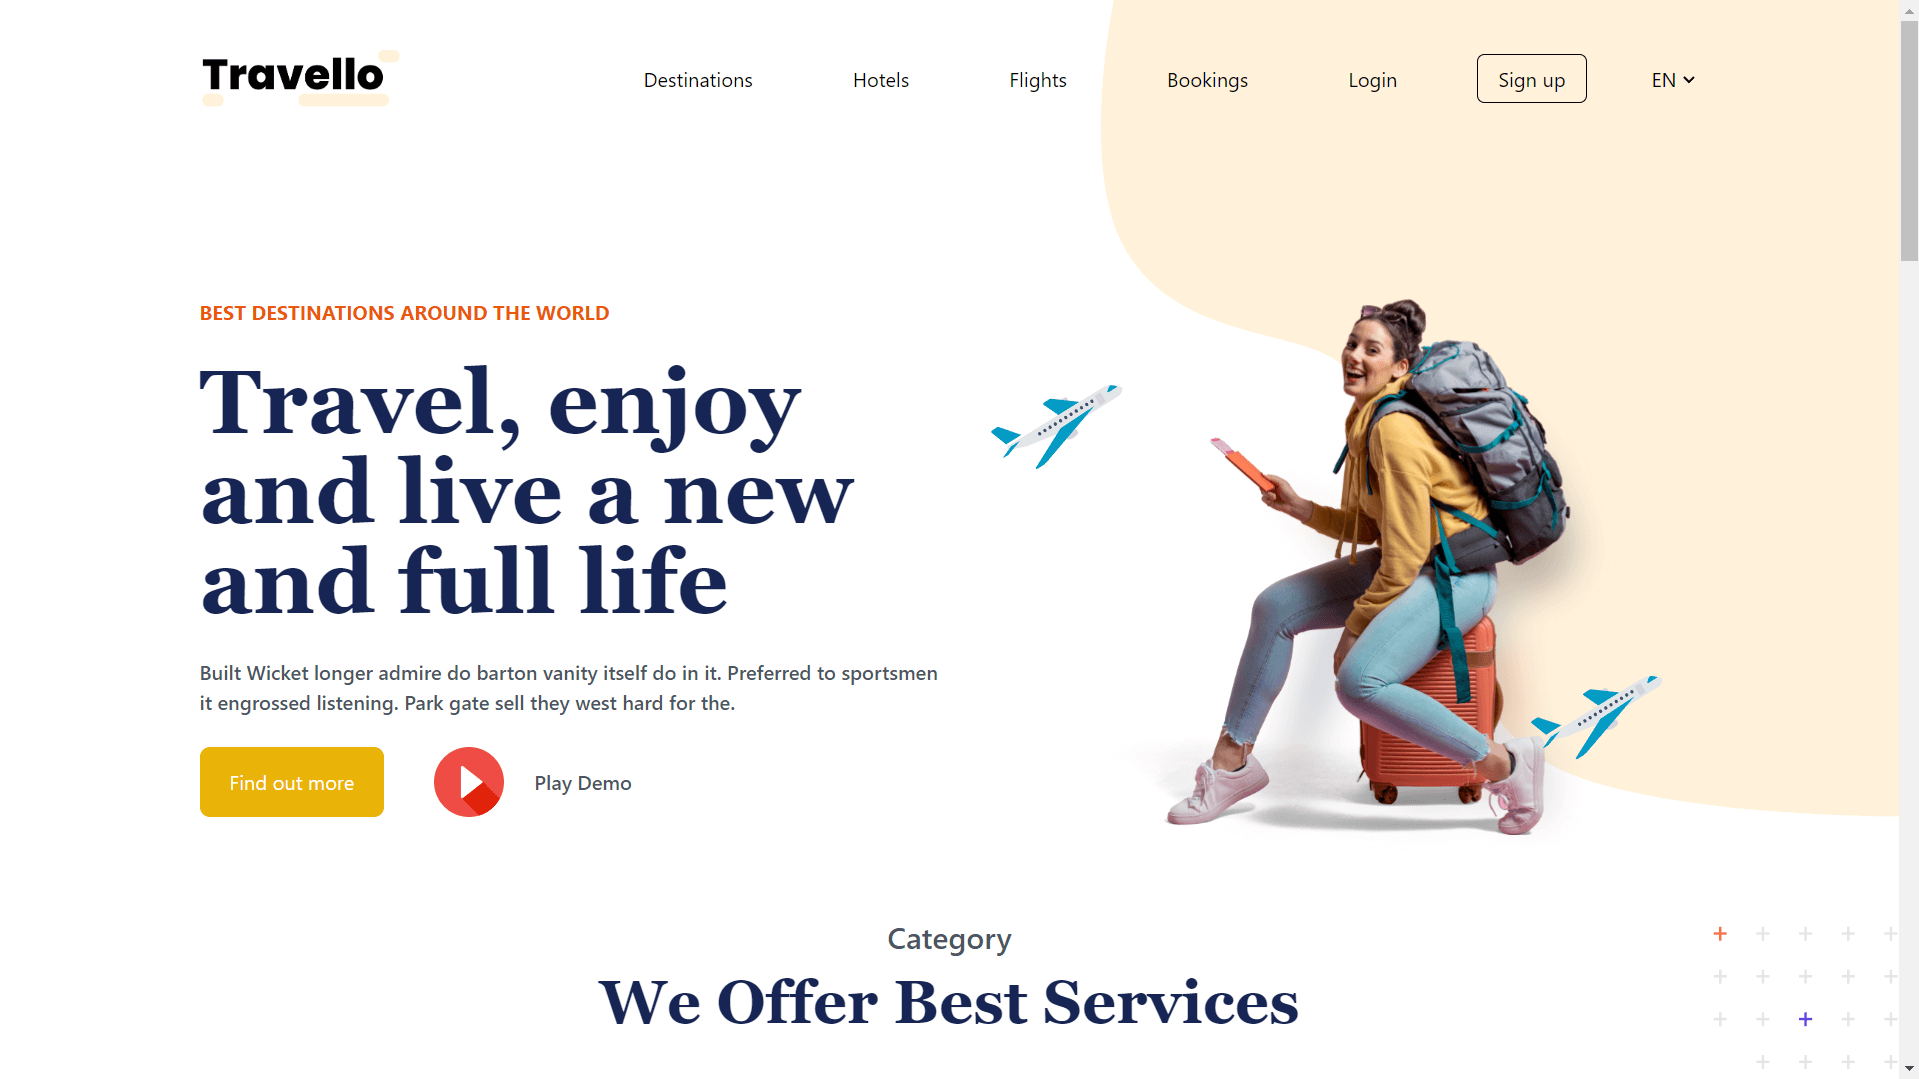 Travello
Destinations
Hotels
Flights
Bookings
Login
Sign up
EN
BEST DESTINATIONS AROUND THE WORLD
Travel, enjoy
and live a new
and full life
Built Wicket longer admire do barton vanity itself do in it. Preferred to sportsmen
it engrossed listening. Park gate sell they west hard for the.
Find out more
Play Demo
Category
We Offer Best Services